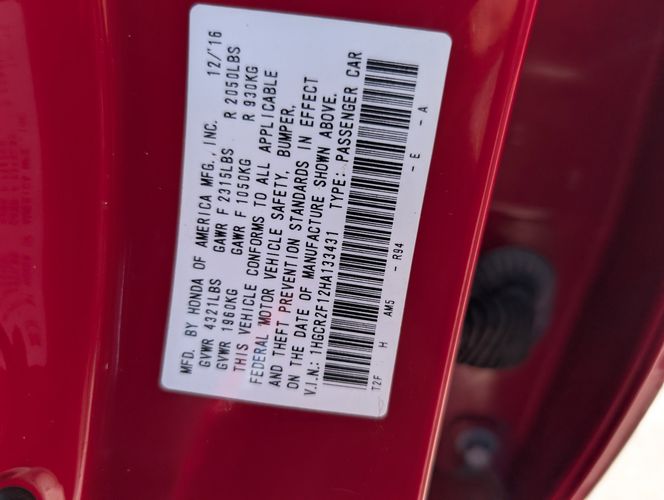 MFD. BY HONDA OF AMERICA MFG., INC. 12/'16
GVWR 4321LBS GAWR F 2315LBS R 2050LBS
GVWR 1960KG GAWR F 1050KG R 930KG
THIS VEHICLE CONFORMS TO ALL APPLICABLE
FEDERAL MOTOR VEHICLE SAFETY, BUMPER,
AND THEFT PREVENTION STANDARDS IN EFFECT
ON THE DATE OF MANUFACTURE SHOWN ABOVE.
V.I.N.: 1HGCR2F12HA133431 TYPE: PASSENGER CAR
T2F H AM5 - R94 - E - A